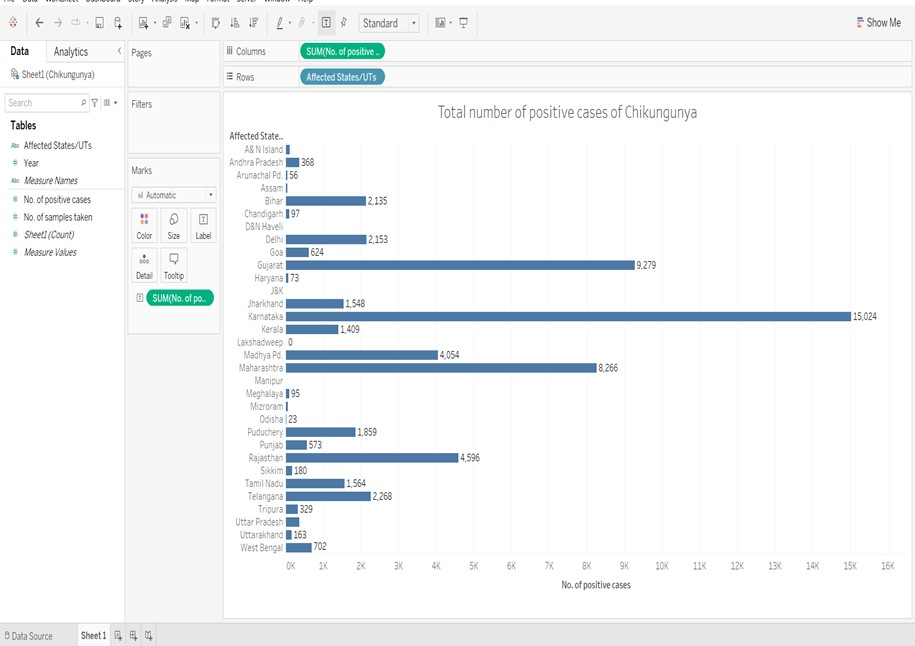 File Data Worksheet Dashboard Story Analysis Map Format Server Window Help
Standard
Show Me
Data Analytics
Sheet1 (Chikungunya)
Search
Tables
Abc Affected States/UTs
# Year
Abc Measure Names
# No. of positive cases
# No. of samples taken
# Sheet1 (Count)
# Measure Values
Pages
Filters
Marks
Automatic
Color Size Label
Detail Tooltip
SUM(No. of po..
Columns SUM(No. of positive ..
Rows Affected States/UTs
Total number of positive cases of Chikungunya
Affected State..
A& N Island
Andhra Pradesh 368
Arunachal Pd. 56
Assam
Bihar 2,135
Chandigarh 97
D&N Haveli
Delhi 2,153
Goa 624
Gujarat 9,279
Haryana 73
J&K
Jharkhand 1,548
Karnataka 15,024
Kerala 1,409
Lakshadweep 0
Madhya Pd. 4,054
Maharashtra 8,266
Manipur
Meghalaya 95
Mizroram
Odisha 23
Puduchery 1,859
Punjab 573
Rajasthan 4,596
Sikkim 180
Tamil Nadu 1,564
Telangana 2,268
Tripura 329
Uttar Pradesh
Uttarakhand 163
West Bengal 702
0K 1K 2K 3K 4K 5K 6K 7K 8K 9K 10K 11K 12K 13K 14K 15K 16K
No. of positive cases
Data Source Sheet 1